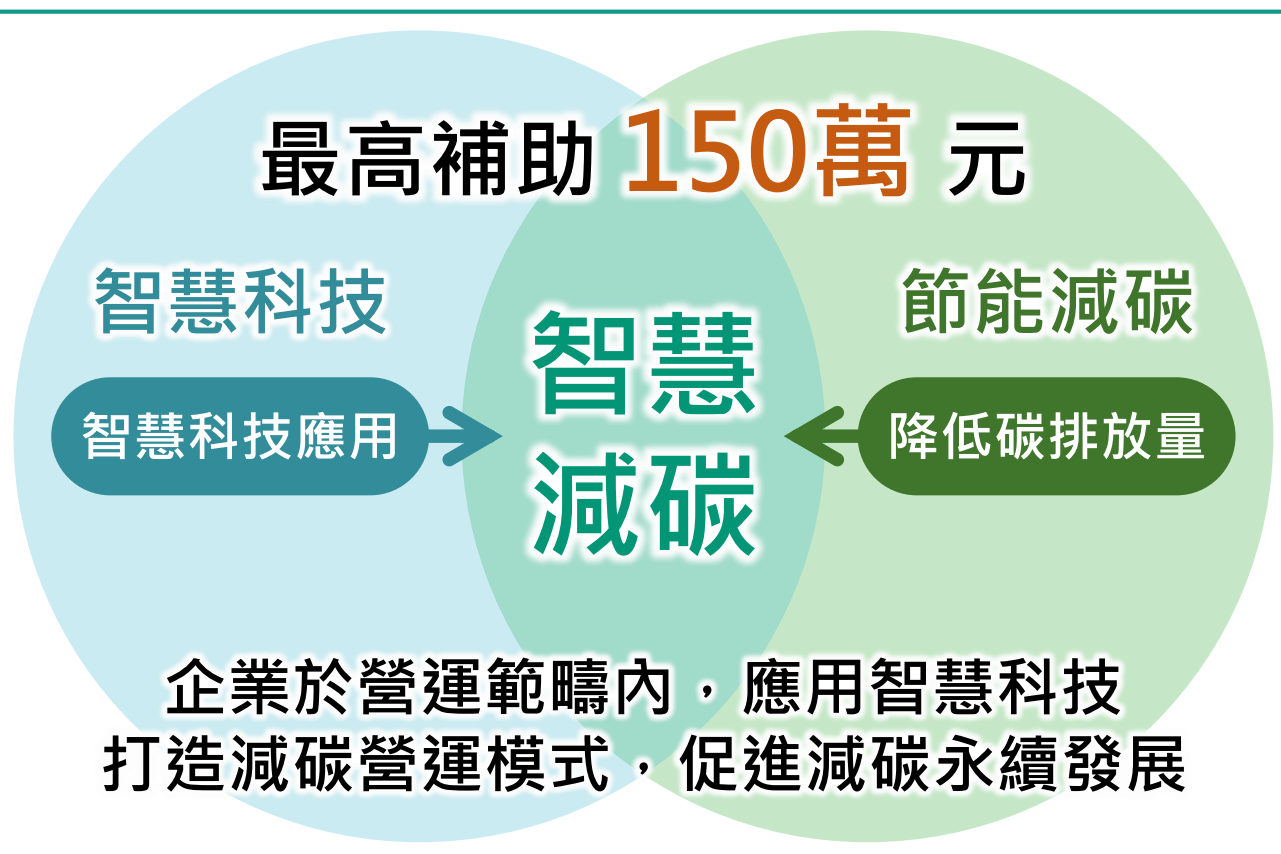 最高補助 150萬 元
智慧科技
節能減碳
智慧
減碳
智慧科技應用
降低碳排放量
企業於營運範疇內，應用智慧科技
打造減碳營運模式，促進減碳永續發展